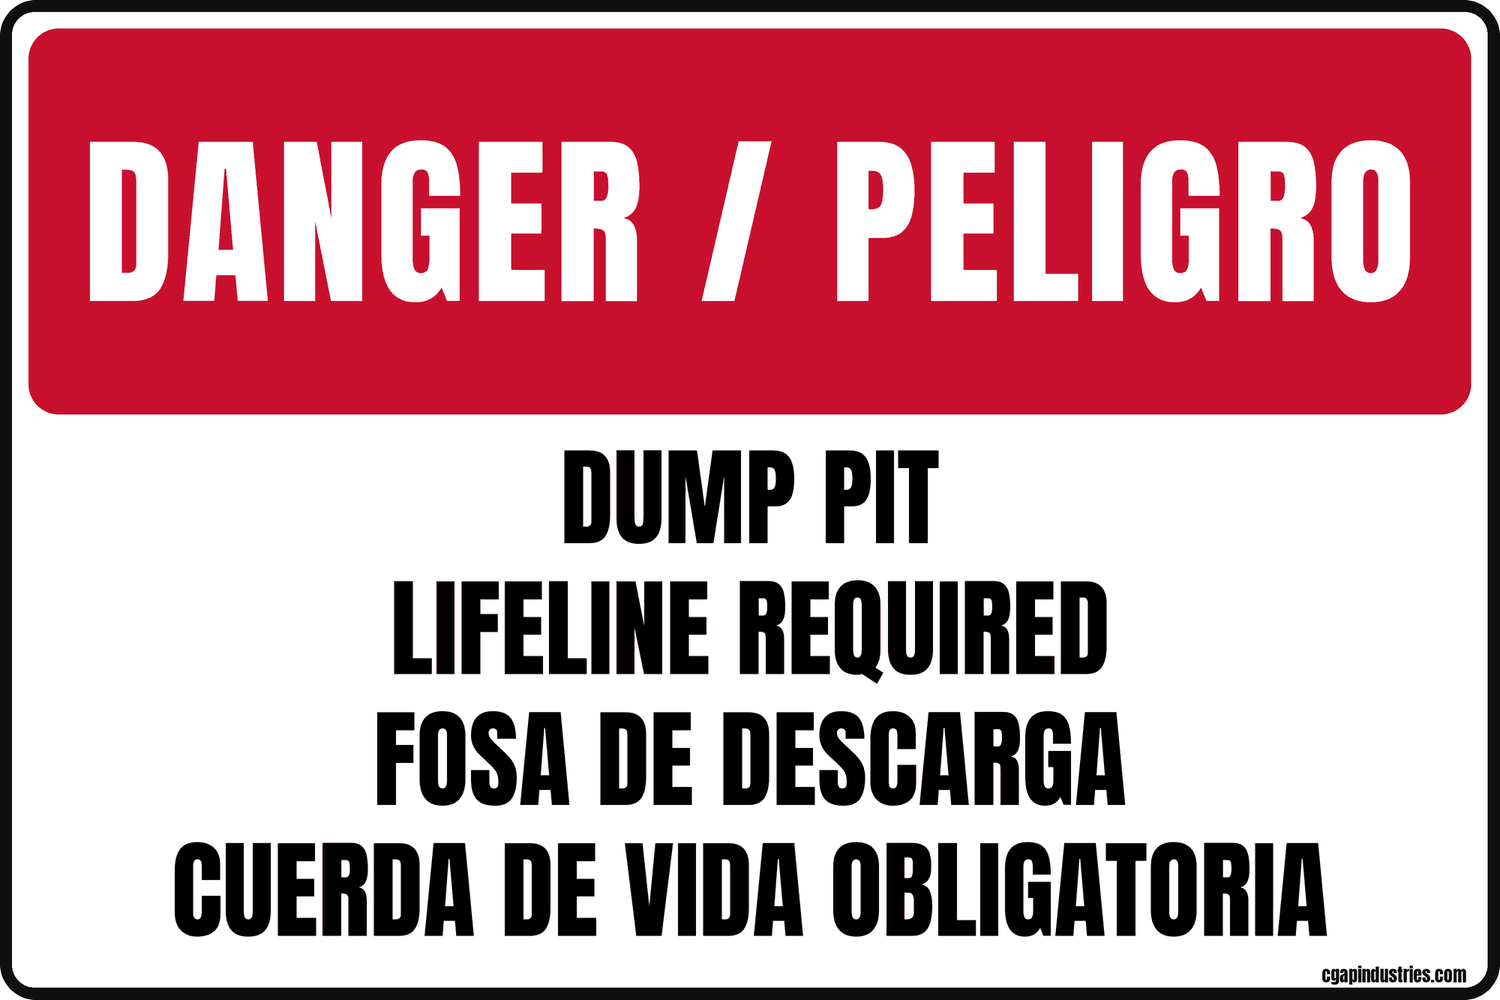 DANGER / PELIGRO
DUMP PIT
LIFELINE REQUIRED
FOSA DE DESCARGA
CUERDA DE VIDA OBLIGATORIA
cgapindustries.com